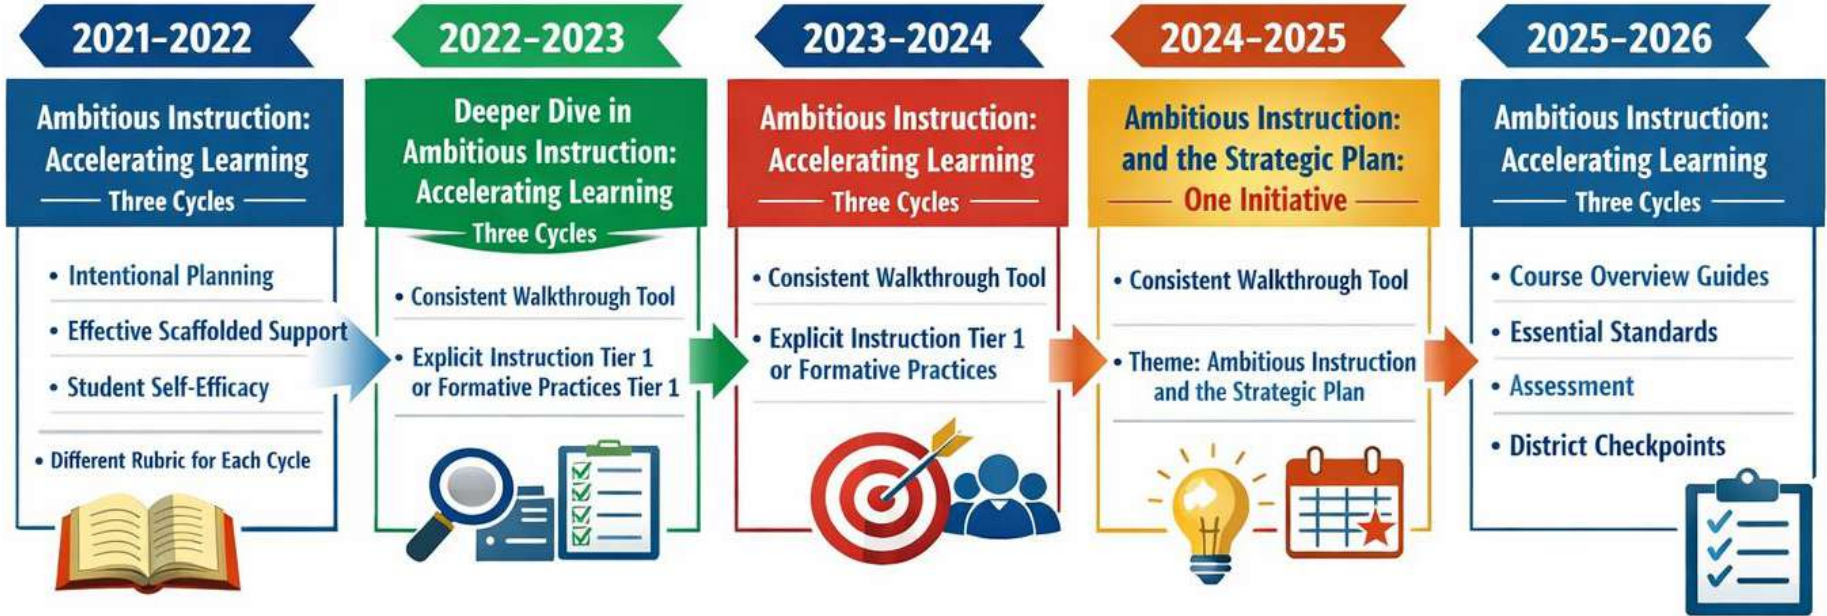 2021–2022
Ambitious Instruction:
Accelerating Learning
Three Cycles
• Intentional Planning
• Effective Scaffolded Support
• Student Self-Efficacy
• Different Rubric for Each Cycle
2022–2023
Deeper Dive in
Ambitious Instruction:
Accelerating Learning
Three Cycles
• Consistent Walkthrough Tool
• Explicit Instruction Tier 1
or Formative Practices Tier 1
2023–2024
Ambitious Instruction:
Accelerating Learning
Three Cycles
• Consistent Walkthrough Tool
• Explicit Instruction Tier 1
or Formative Practices
2024–2025
Ambitious Instruction:
and the Strategic Plan:
One Initiative
• Consistent Walkthrough Tool
• Theme: Ambitious Instruction
and the Strategic Plan
2025–2026
Ambitious Instruction:
Accelerating Learning
Three Cycles
• Course Overview Guides
• Essential Standards
• Assessment
• District Checkpoints